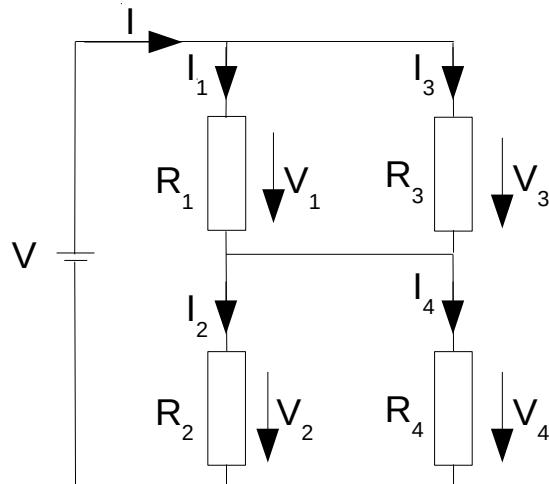 I
I₁ I₃
R₁ V₁ R₃ V₃
V
I₂ I₄
R₂ V₂ R₄ V₄